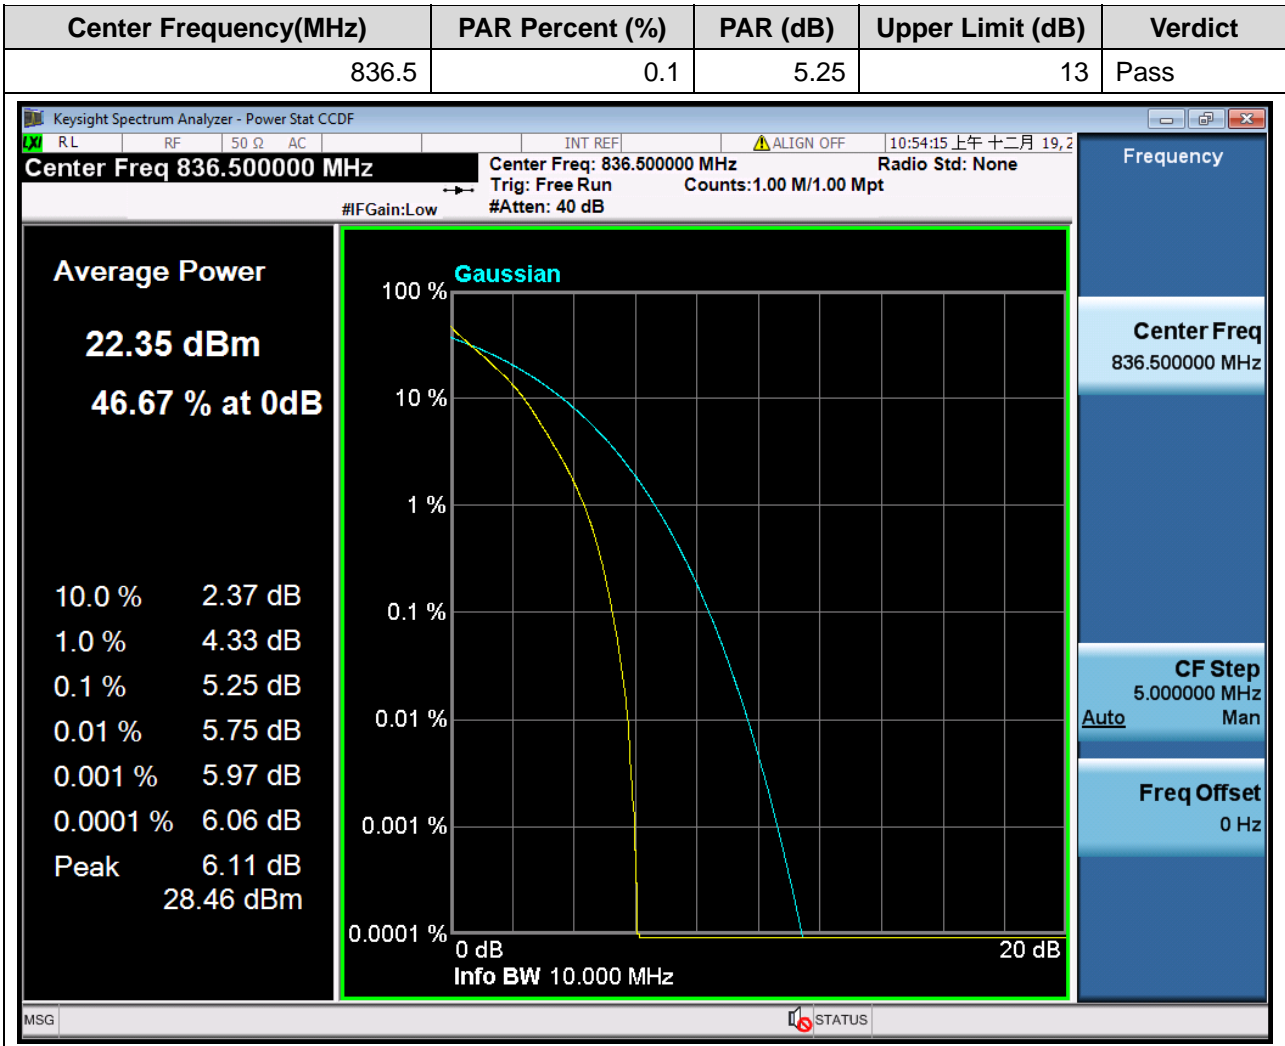 Center Frequency(MHz) PAR Percent (%) PAR (dB) Upper Limit (dB) Verdict
836.5 0.1 5.25 13 Pass
Keysight Spectrum Analyzer - Power Stat CCDF
LXI RL RF 50 Ω AC INT REF ALIGN OFF 10:54:15 上午 十二月 19, 2
Center Freq 836.500000 MHz
Center Freq: 836.500000 MHz Radio Std: None
Trig: Free Run Counts:1.00 M/1.00 Mpt
#IFGain:Low #Atten: 40 dB
Average Power
22.35 dBm
46.67 % at 0dB
10.0 % 2.37 dB
1.0 % 4.33 dB
0.1 % 5.25 dB
0.01 % 5.75 dB
0.001 % 5.97 dB
0.0001 % 6.06 dB
Peak 6.11 dB
28.46 dBm
Gaussian
100 %
10 %
1 %
0.1 %
0.01 %
0.001 %
0.0001 %
0 dB 20 dB
Info BW 10.000 MHz
Frequency
Center Freq
836.500000 MHz
CF Step
5.000000 MHz
Auto Man
Freq Offset
0 Hz
MSG STATUS